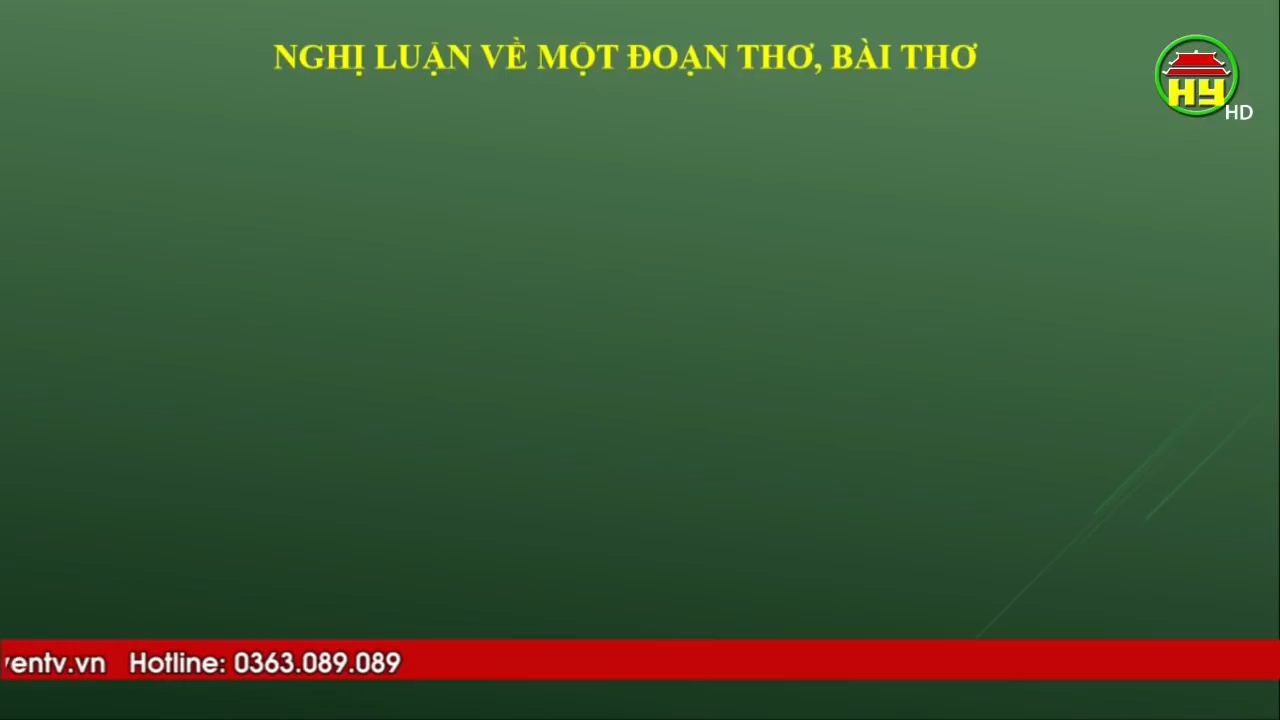 NGHỊ LUẬN VỀ MỘT ĐOẠN THƠ, BÀI THƠ
HY
HD
entv.vn Hotline: 0363.089.089